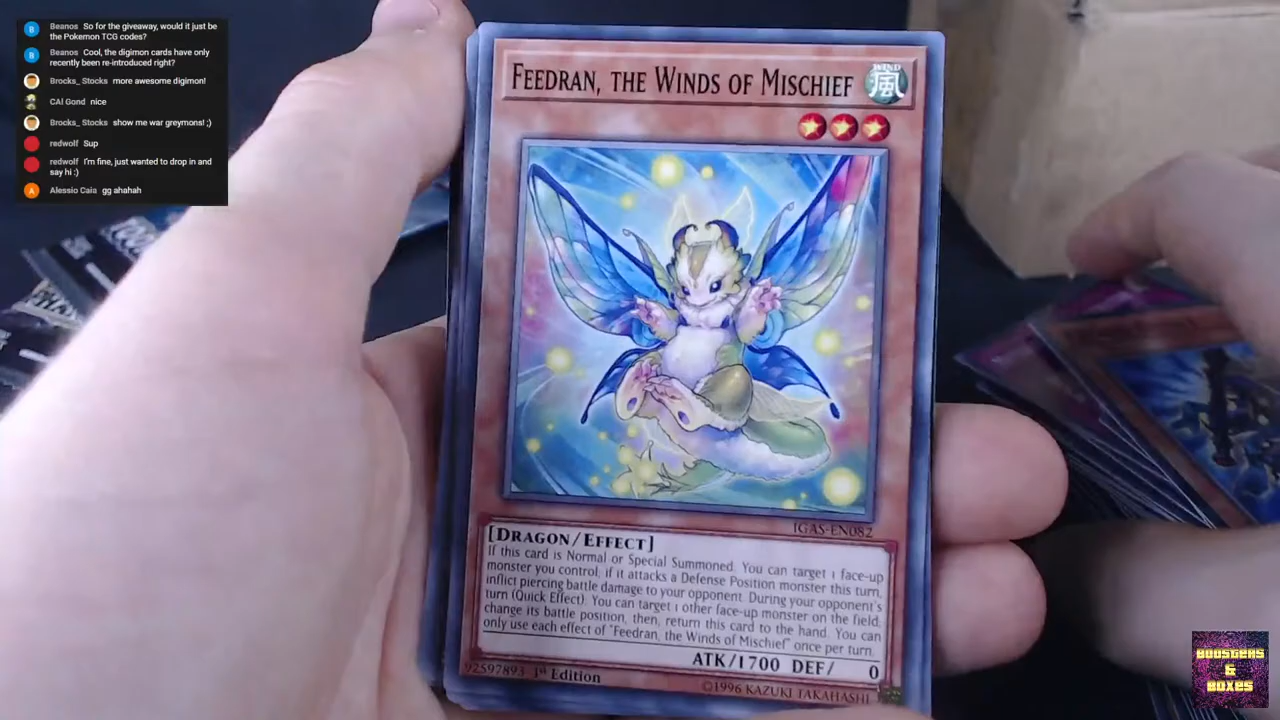 Beanos So for the giveaway, would it just be
the Pokemon TCG codes?
Beanos Cool, the digimon cards have only
recently been re-introduced right?
Brocks_Stocks more awesome digimon!
CAl Gond nice
Brocks_Stocks show me war greymons! ;)
redwolf Sup
redwolf I'm fine, just wanted to drop in and
say hi :)
Alessio Caia gg ahahah
FEEDRAN, THE WINDS OF MISCHIEF
WIND
風
IGAS-EN082
[DRAGON/EFFECT]
If this card is Normal or Special Summoned: You can target 1 face-up
monster you control; if it attacks a Defense Position monster this turn,
inflict piercing battle damage to your opponent. During your opponent's
turn (Quick Effect): You can target 1 other face-up monster on the field;
change its battle position, then, return this card to the hand. You can
only use each effect of "Feedran, the Winds of Mischief" once per turn.
ATK/1700 DEF/ 0
92597893 1st Edition
©1996 KAZUKI TAKAHASHI
BOOSTERS
&
BOXES